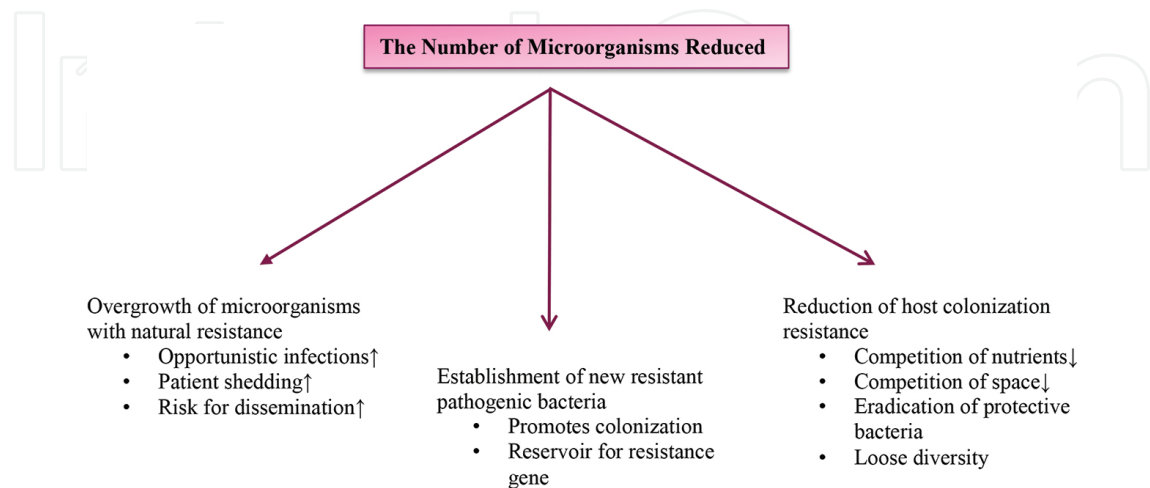 The Number of Microorganisms Reduced
Overgrowth of microorganisms
with natural resistance
• Opportunistic infections↑
• Patient shedding↑
• Risk for dissemination↑
Establishment of new resistant
pathogenic bacteria
• Promotes colonization
• Reservoir for resistance
gene
Reduction of host colonization
resistance
• Competition of nutrients↓
• Competition of space↓
• Eradication of protective
bacteria
• Loose diversity